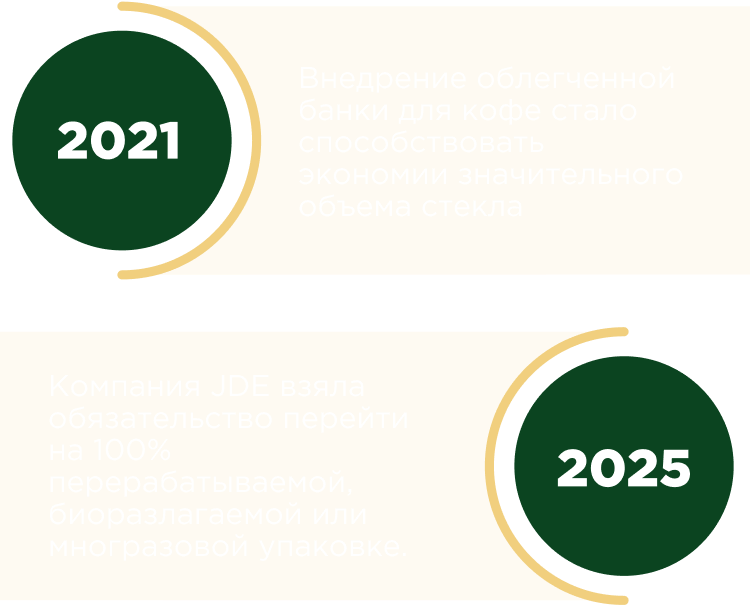 2021
Внедрение облегченной
банки для кофе стало
способствовать
экономии значительного
объема стекла
Компания JDE взяла
обязательство перейти
на 100%
перерабатываемой,
биоразлагаемой или
многразовой упаковке.
2025